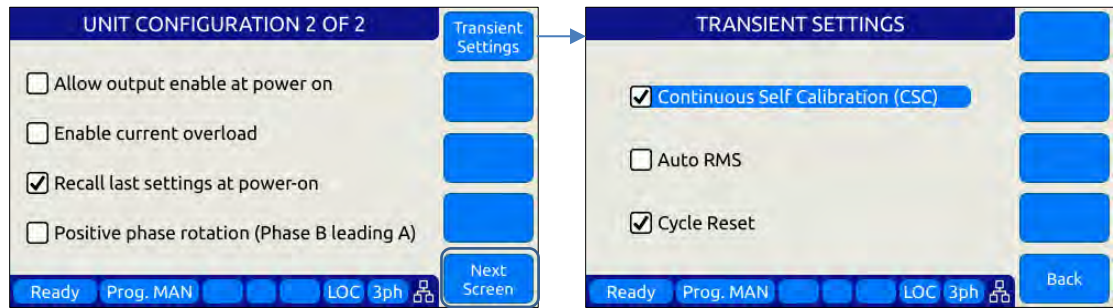 UNIT CONFIGURATION 2 OF 2
Transient
Settings
Allow output enable at power on
Enable current overload
Recall last settings at power-on
Positive phase rotation (Phase B leading A)
Next
Screen
Ready Prog. MAN LOC 3ph
TRANSIENT SETTINGS
Continuous Self Calibration (CSC)
Auto RMS
Cycle Reset
Back
Ready Prog. MAN LOC 3ph